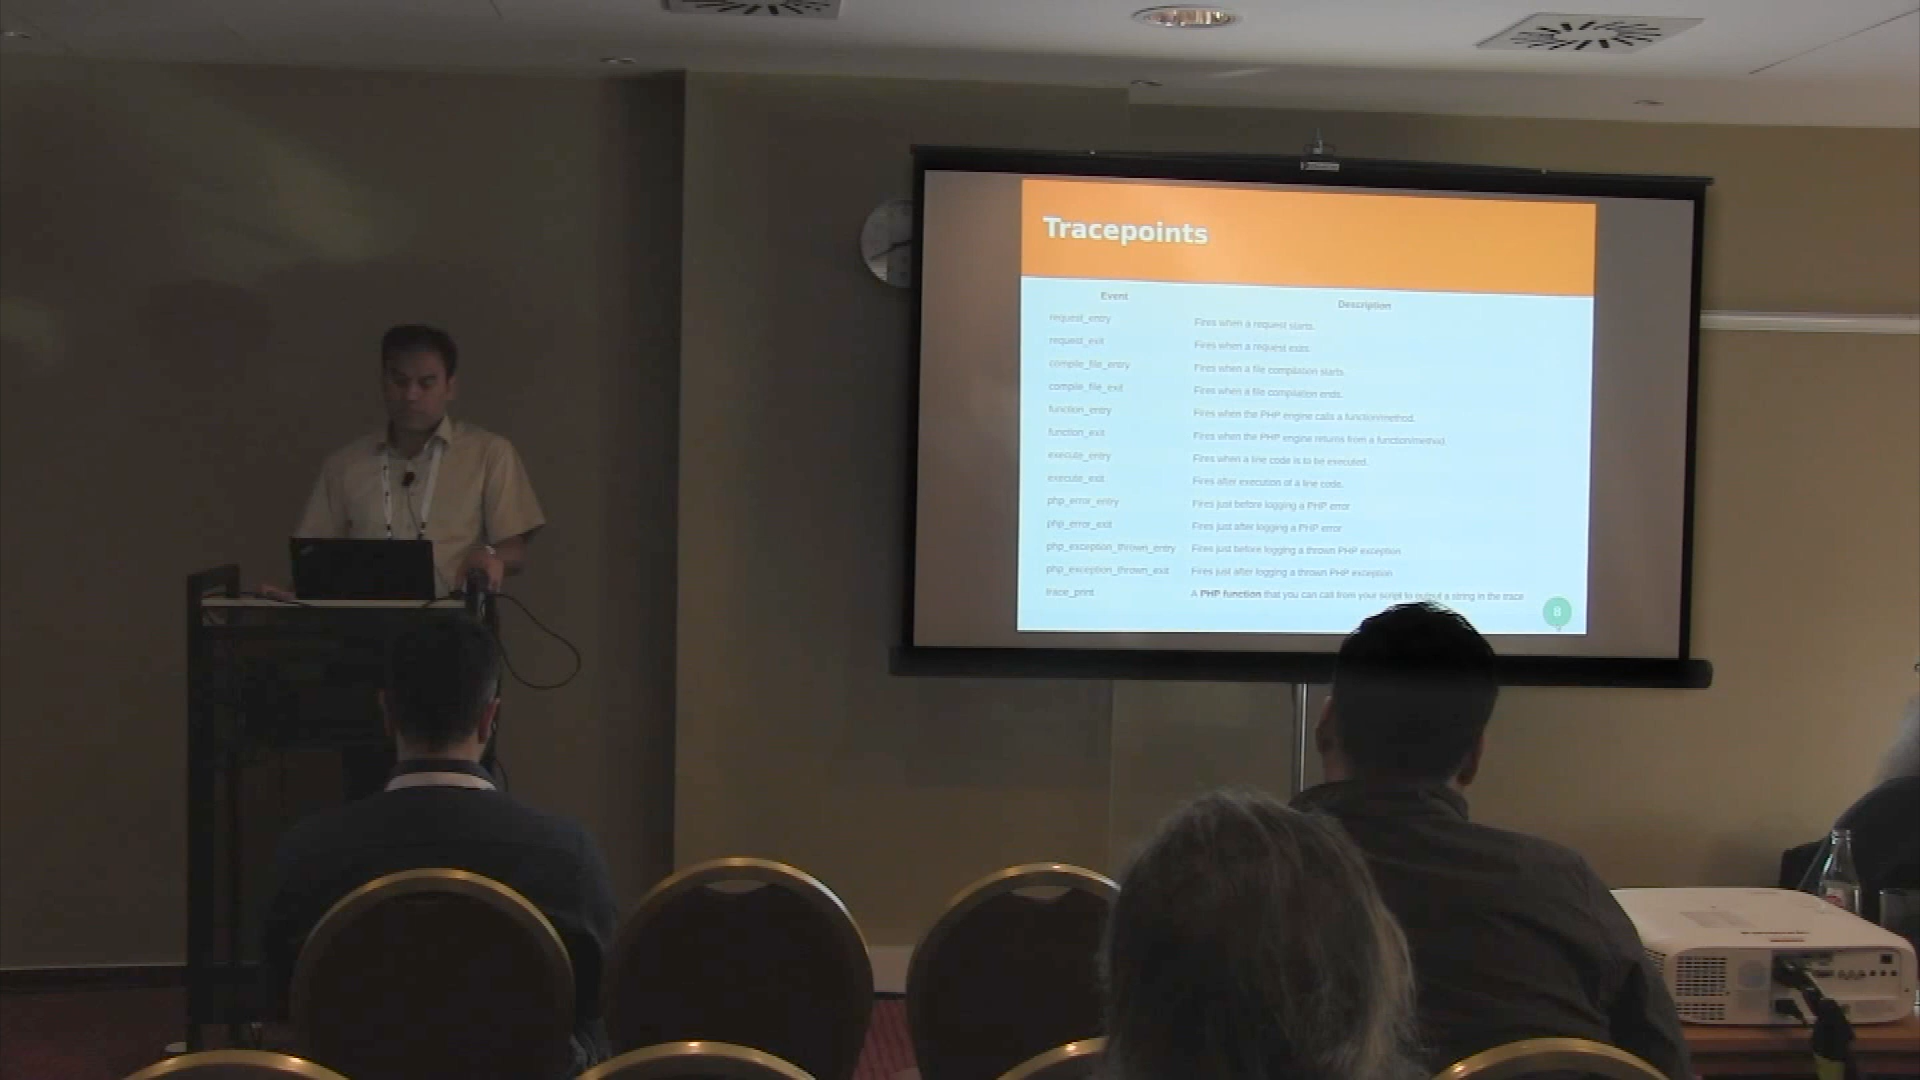 Tracepoints
Event Description
request_entry Fires when a request starts.
request_exit Fires when a request exits.
compile_file_entry Fires when a file compilation starts.
compile_file_exit Fires when a file compilation ends.
function_entry Fires when the PHP engine calls a function/method.
function_exit Fires when the PHP engine returns from a function/method.
execute_entry Fires when a line code is to be executed.
execute_exit Fires after execution of a line code.
php_error_entry Fires just before logging a PHP error
php_error_exit Fires just after logging a PHP error
php_exception_thrown_entry Fires just before logging a thrown PHP exception
php_exception_thrown_exit Fires just after logging a thrown PHP exception
trace_print A PHP function that you can call from your script to output a string in the trace
8